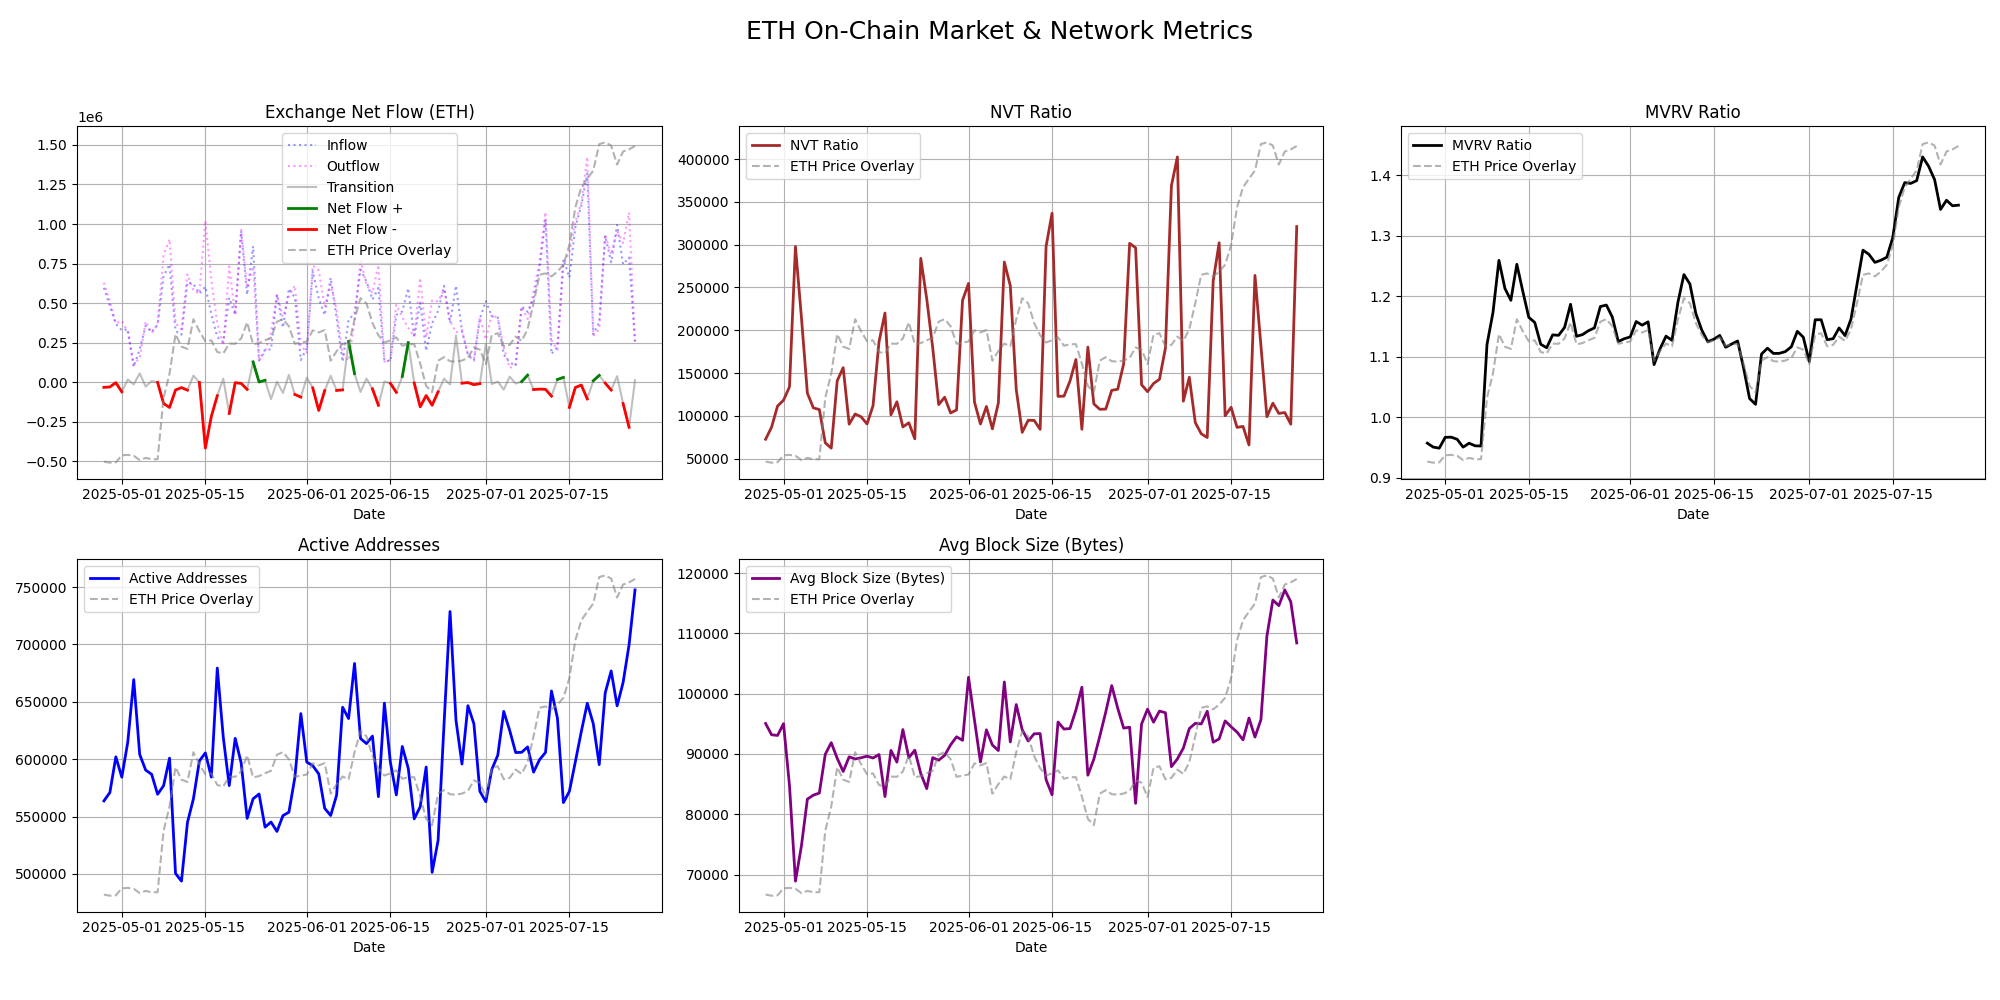 ETH On-Chain Market & Network Metrics
Exchange Net Flow (ETH)
1e6
1.50
1.25
1.00
0.75
0.50
0.25
0.00
−0.25
−0.50
Inflow
Outflow
Transition
Net Flow +
Net Flow -
ETH Price Overlay
2025-05-01 2025-05-15 2025-06-01 2025-06-15 2025-07-01 2025-07-15
Date
NVT Ratio
400000
350000
300000
250000
200000
150000
100000
50000
NVT Ratio
ETH Price Overlay
2025-05-01 2025-05-15 2025-06-01 2025-06-15 2025-07-01 2025-07-15
Date
MVRV Ratio
1.4
1.3
1.2
1.1
1.0
0.9
MVRV Ratio
ETH Price Overlay
2025-05-01 2025-05-15 2025-06-01 2025-06-15 2025-07-01 2025-07-15
Date
Active Addresses
750000
700000
650000
600000
550000
500000
Active Addresses
ETH Price Overlay
2025-05-01 2025-05-15 2025-06-01 2025-06-15 2025-07-01 2025-07-15
Date
Avg Block Size (Bytes)
120000
110000
100000
90000
80000
70000
Avg Block Size (Bytes)
ETH Price Overlay
2025-05-01 2025-05-15 2025-06-01 2025-06-15 2025-07-01 2025-07-15
Date